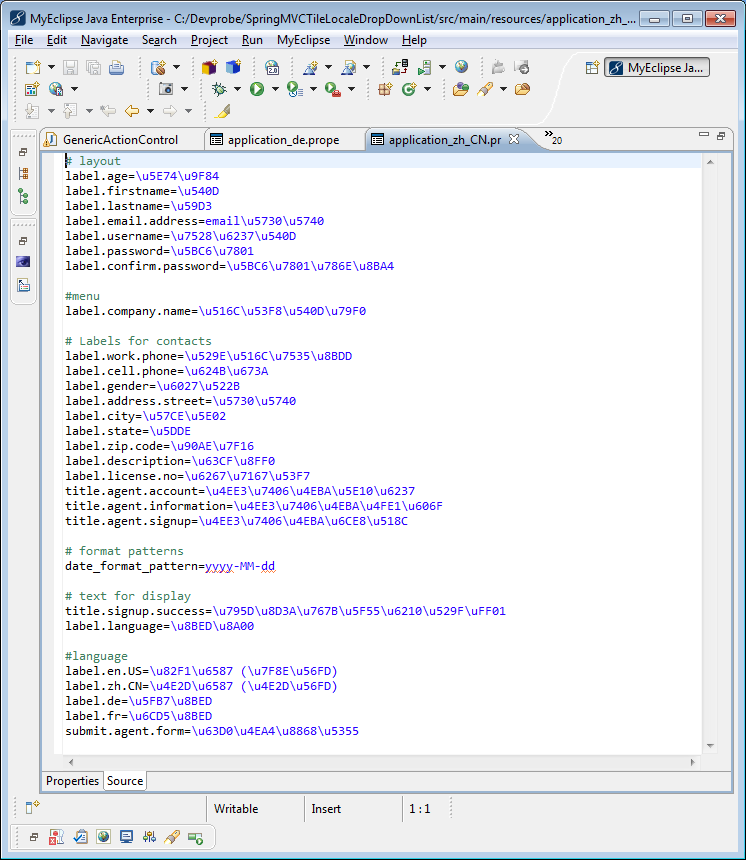 MyEclipse Java Enterprise - C:/Devprobe/SpringMVCTileLocaleDropDownList/src/main/resources/application_zh_...
File Edit Navigate Search Project Run MyEclipse Window Help
2.0
MyEclipse Ja...
GenericActionControl application_de.prope application_zh_CN.pr »20
# layout
label.age=\u5E74\u9F84
label.firstname=\u540D
label.lastname=\u59D3
label.email.address=email\u5730\u5740
label.username=\u7528\u6237\u540D
label.password=\u5BC6\u7801
label.confirm.password=\u5BC6\u7801\u786E\u8BA4
#menu
label.company.name=\u516C\u53F8\u540D\u79F0
# Labels for contacts
label.work.phone=\u529E\u516C\u7535\u8BDD
label.cell.phone=\u624B\u673A
label.gender=\u6027\u522B
label.address.street=\u5730\u5740
label.city=\u57CE\u5E02
label.state=\u5DDE
label.zip.code=\u90AE\u7F16
label.description=\u63CF\u8FF0
label.license.no=\u6267\u7167\u53F7
title.agent.account=\u4EE3\u7406\u4EBA\u5E10\u6237
title.agent.information=\u4EE3\u7406\u4EBA\u4FE1\u606F
title.agent.signup=\u4EE3\u7406\u4EBA\u6CE8\u518C
# format patterns
date_format_pattern=yyyy-MM-dd
# text for display
title.signup.success=\u795D\u8D3A\u767B\u5F55\u6210\u529F\uFF01
label.language=\u8BED\u8A00
#language
label.en.US=\u82F1\u6587 (\u7F8E\u56FD)
label.zh.CN=\u4E2D\u6587 (\u4E2D\u56FD)
label.de=\u5FB7\u8BED
label.fr=\u6CD5\u8BED
submit.agent.form=\u63D0\u4EA4\u8868\u5355
Properties Source
Writable Insert 1 : 1